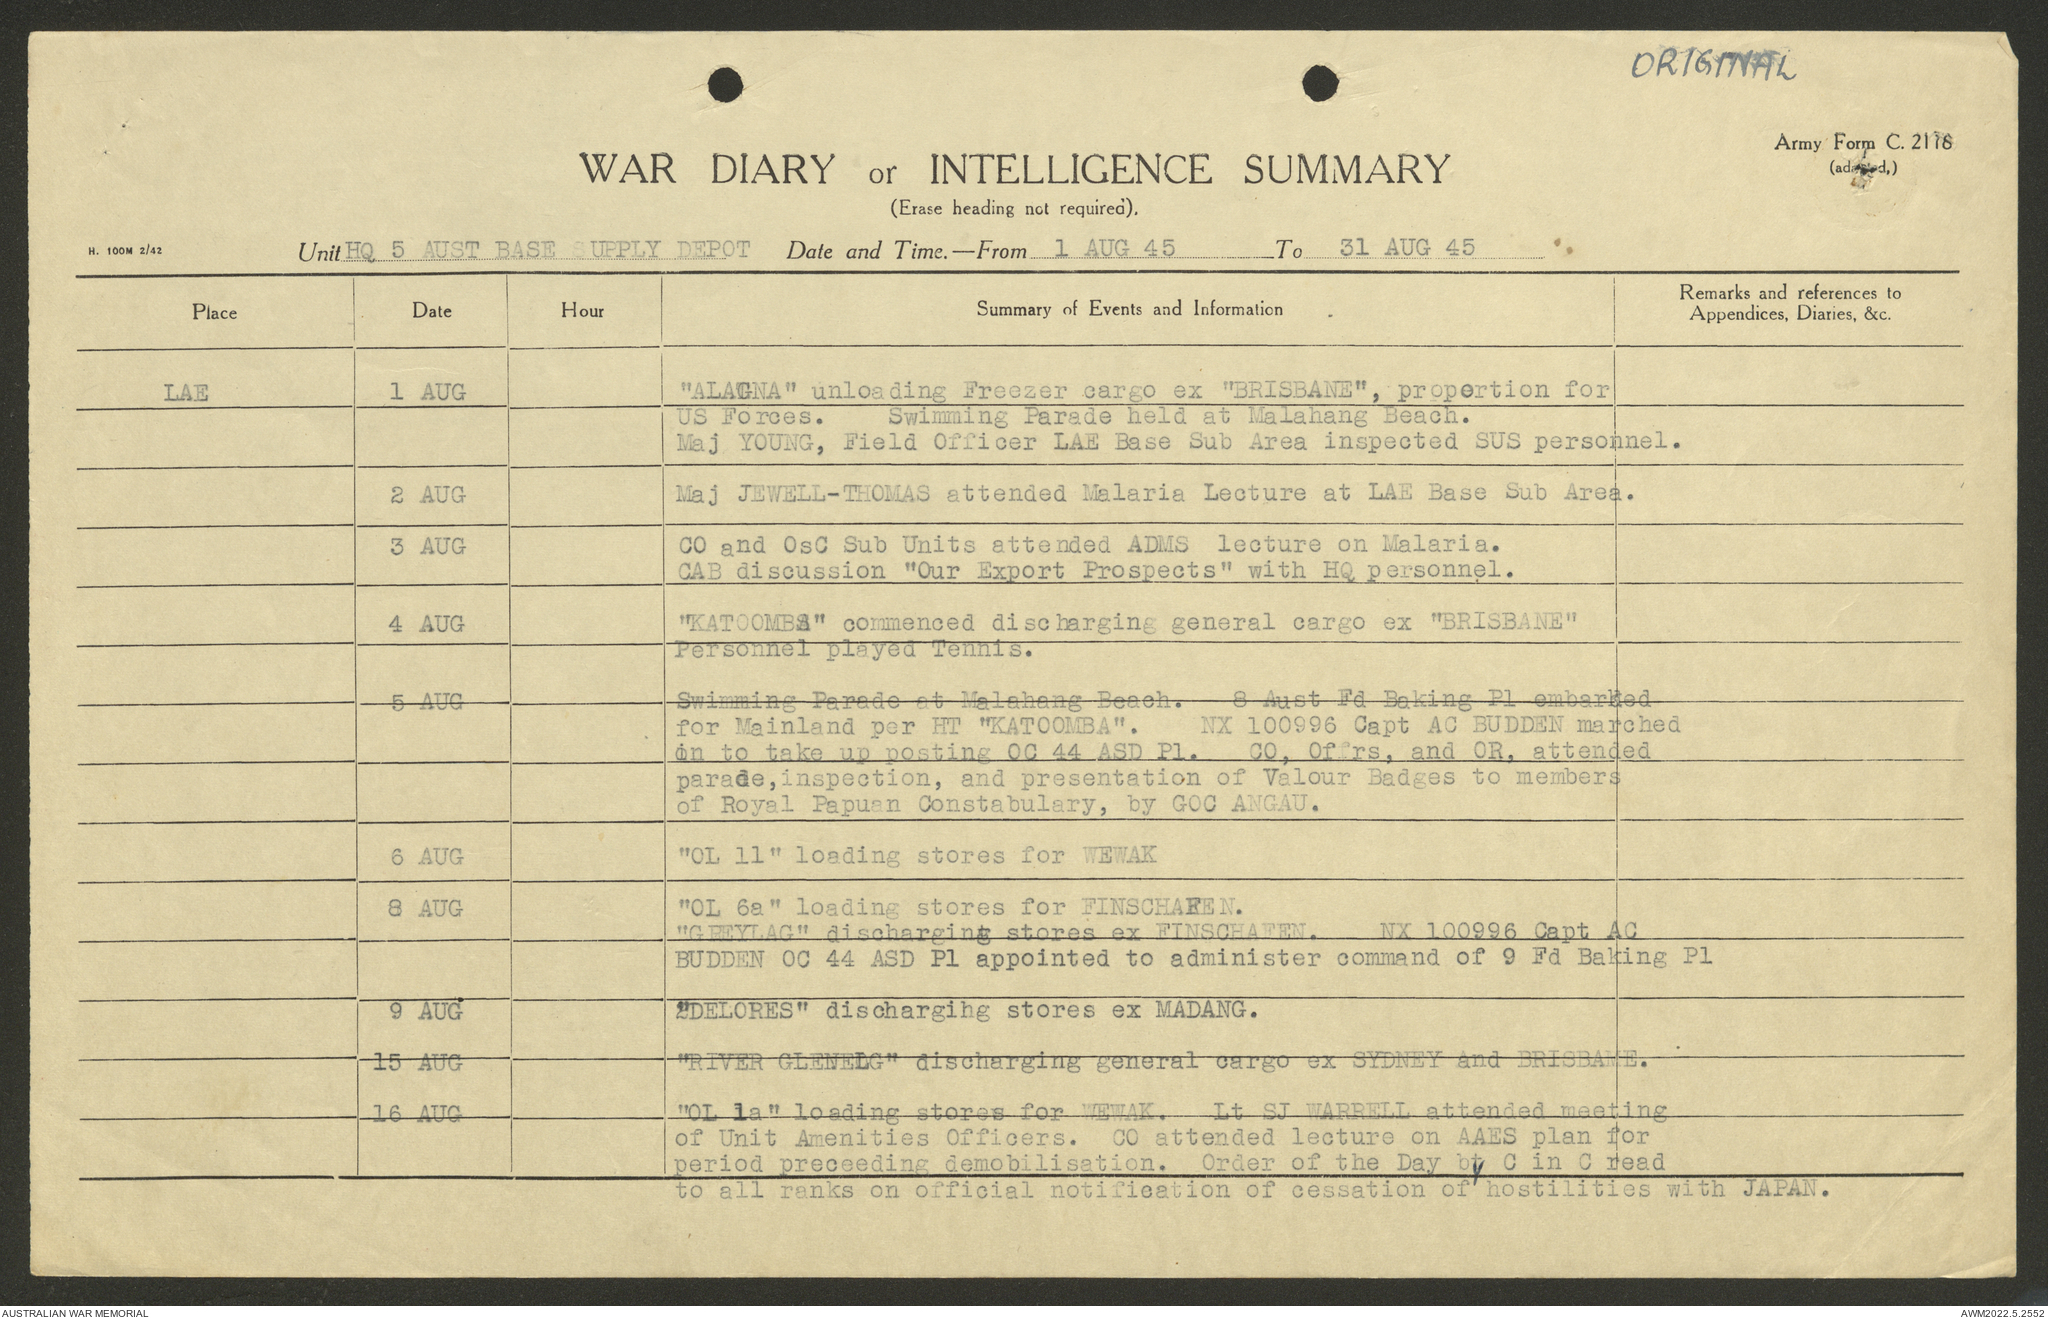 ORIGINAL
Army Form C. 2118
(adapted.)
WAR DIARY or INTELLIGENCE SUMMARY
(Erase heading not required).
H. 100M 2/42
Unit HQ 5 AUST BASE SUPPLY DEPOT Date and Time.—From 1 AUG 45 To 31 AUG 45
Place Date Hour Summary of Events and Information Remarks and references to
Appendices, Diaries, &c.
LAE 1 AUG "ALAGNA" unloading Freezer cargo ex "BRISBANE", proportion for
US Forces. Swimming Parade held at Malahang Beach.
Maj YOUNG, Field Officer LAE Base Sub Area inspected SUS personnel.
2 AUG Maj JEWELL-THOMAS attended Malaria Lecture at LAE Base Sub Area.
3 AUG CO and OsC Sub Units attended ADMS lecture on Malaria.
CAB discussion "Our Export Prospects" with HQ personnel.
4 AUG "KATOOMBA" commenced discharging general cargo ex "BRISBANE"
Personnel played Tennis.
5 AUG Swimming Parade at Malahang Beach. 8 Aust Fd Baking Pl embarked
for Mainland per HT "KATOOMBA". NX 100996 Capt AC BUDDEN marched
in to take up posting OC 44 ASD Pl. CO, Offrs, and OR, attended
parade, inspection, and presentation of Valour Badges to members
of Royal Papuan Constabulary, by GOC ANGAU.
6 AUG "OL 11" loading stores for WEWAK
8 AUG "OL 6a" loading stores for FINSCHAFEN.
"GREYLAG" discharging stores ex FINSCHAFEN. NX 100996 Capt AC
BUDDEN OC 44 ASD Pl appointed to administer command of 9 Fd Baking Pl
9 AUG "DELORES" dischargihg stores ex MADANG.
15 AUG "RIVER GLENELG" discharging general cargo ex SYDNEY and BRISBANE.
16 AUG "OL 1a" loading stores for WEWAK. Lt SJ WARRELL attended meeting
of Unit Amenities Officers. CO attended lecture on AAES plan for
period preceeding demobilisation. Order of the Day by C in C read
to all ranks on official notification of cessation of hostilities with JAPAN.
AUSTRALIAN WAR MEMORIAL
AWM2022.5.2552